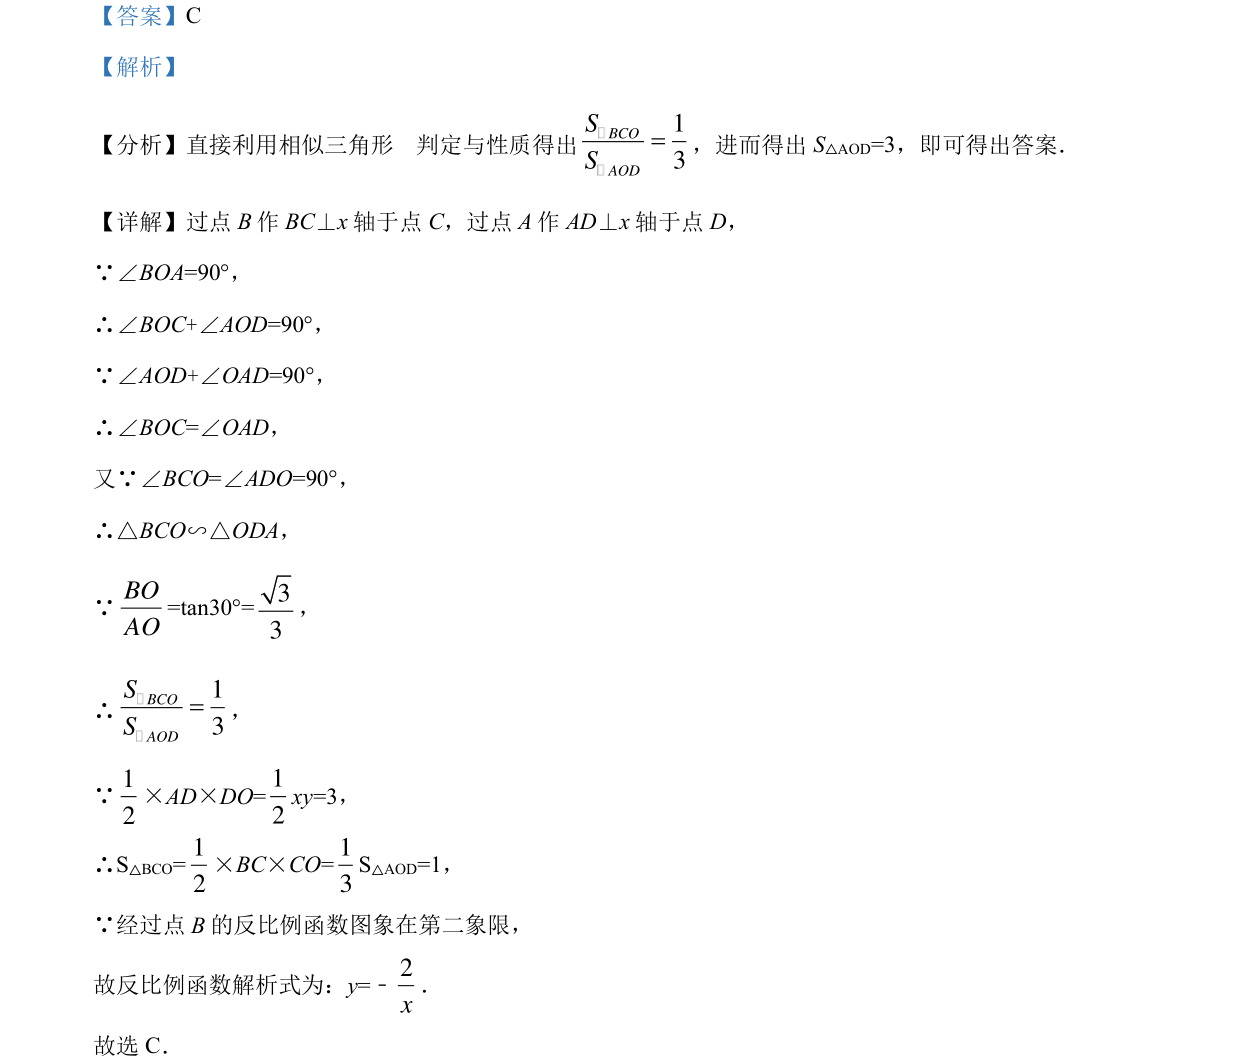 【答案】C
【解析】
【分析】直接利用相似三角形 判定与性质得出 S▯BCO/S▯AOD = 1/3，进而得出 S△AOD=3，即可得出答案．
【详解】过点 B 作 BC⊥x 轴于点 C，过点 A 作 AD⊥x 轴于点 D，
∵∠BOA=90°，
∴∠BOC+∠AOD=90°，
∵∠AOD+∠OAD=90°，
∴∠BOC=∠OAD，
又∵∠BCO=∠ADO=90°，
∴△BCO∽△ODA，
∵BO/AO=tan30°=√3/3，
∴S▯BCO/S▯AOD = 1/3，
∵1/2×AD×DO=1/2xy=3，
∴S△BCO=1/2×BC×CO=1/3S△AOD=1，
∵经过点 B 的反比例函数图象在第二象限，
故反比例函数解析式为：y=﹣2/x．
故选 C．